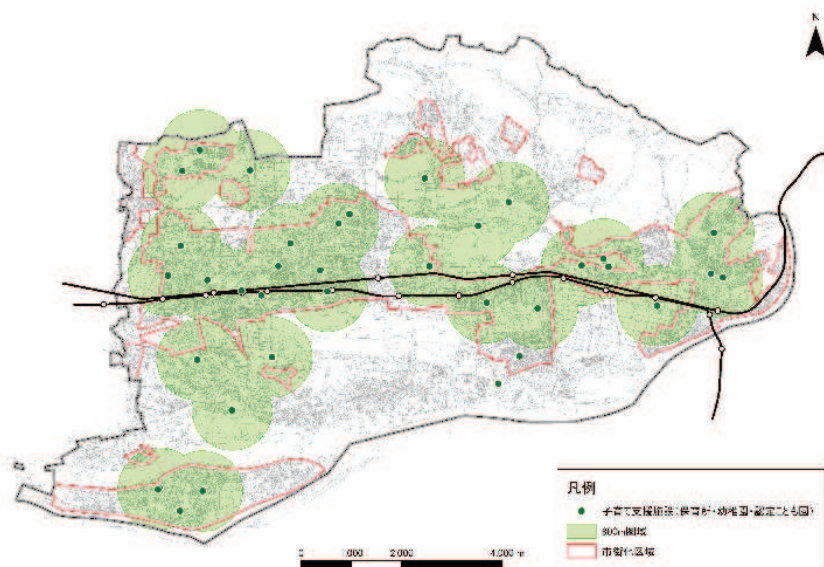 N
凡例
子育て支援施設(保育所・幼稚園・認定こども園)
800m圏域
市街化区域
0 1,000 2,000 4,000 m